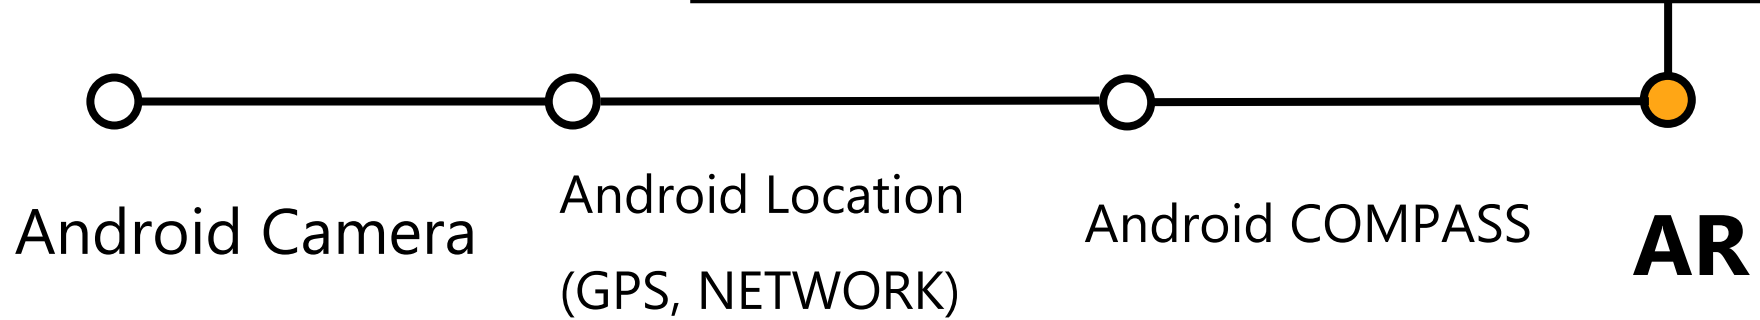 Android Camera
Android Location
(GPS, NETWORK)
Android COMPASS
AR